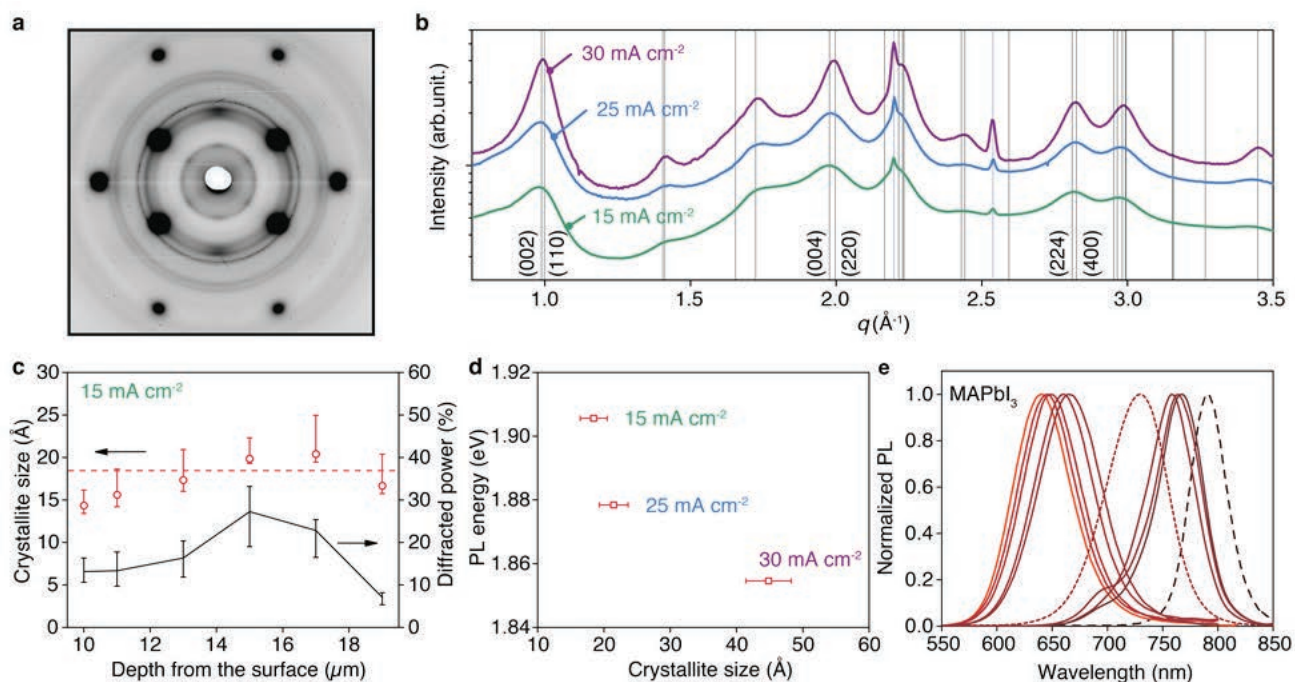 a
b
30 mA cm⁻²
25 mA cm⁻²
15 mA cm⁻²
Intensity (arb.unit.)
(002)
(110)
(004)
(220)
(224)
(400)
1.0
1.5
2.0
2.5
3.0
3.5
q (Å⁻¹)
c
15 mA cm⁻²
30
25
20
15
10
5
0
Crystallite size (Å)
60
50
40
30
20
10
0
Diffracted power (%)
10
12
14
16
18
Depth from the surface (μm)
d
1.92
1.90
1.88
1.86
1.84
PL energy (eV)
15 mA cm⁻²
25 mA cm⁻²
30 mA cm⁻²
0
10
20
30
40
50
60
Crystallite size (Å)
e
MAPbI₃
1.0
0.8
0.6
0.4
0.2
0.0
Normalized PL
550
600
650
700
750
800
850
Wavelength (nm)